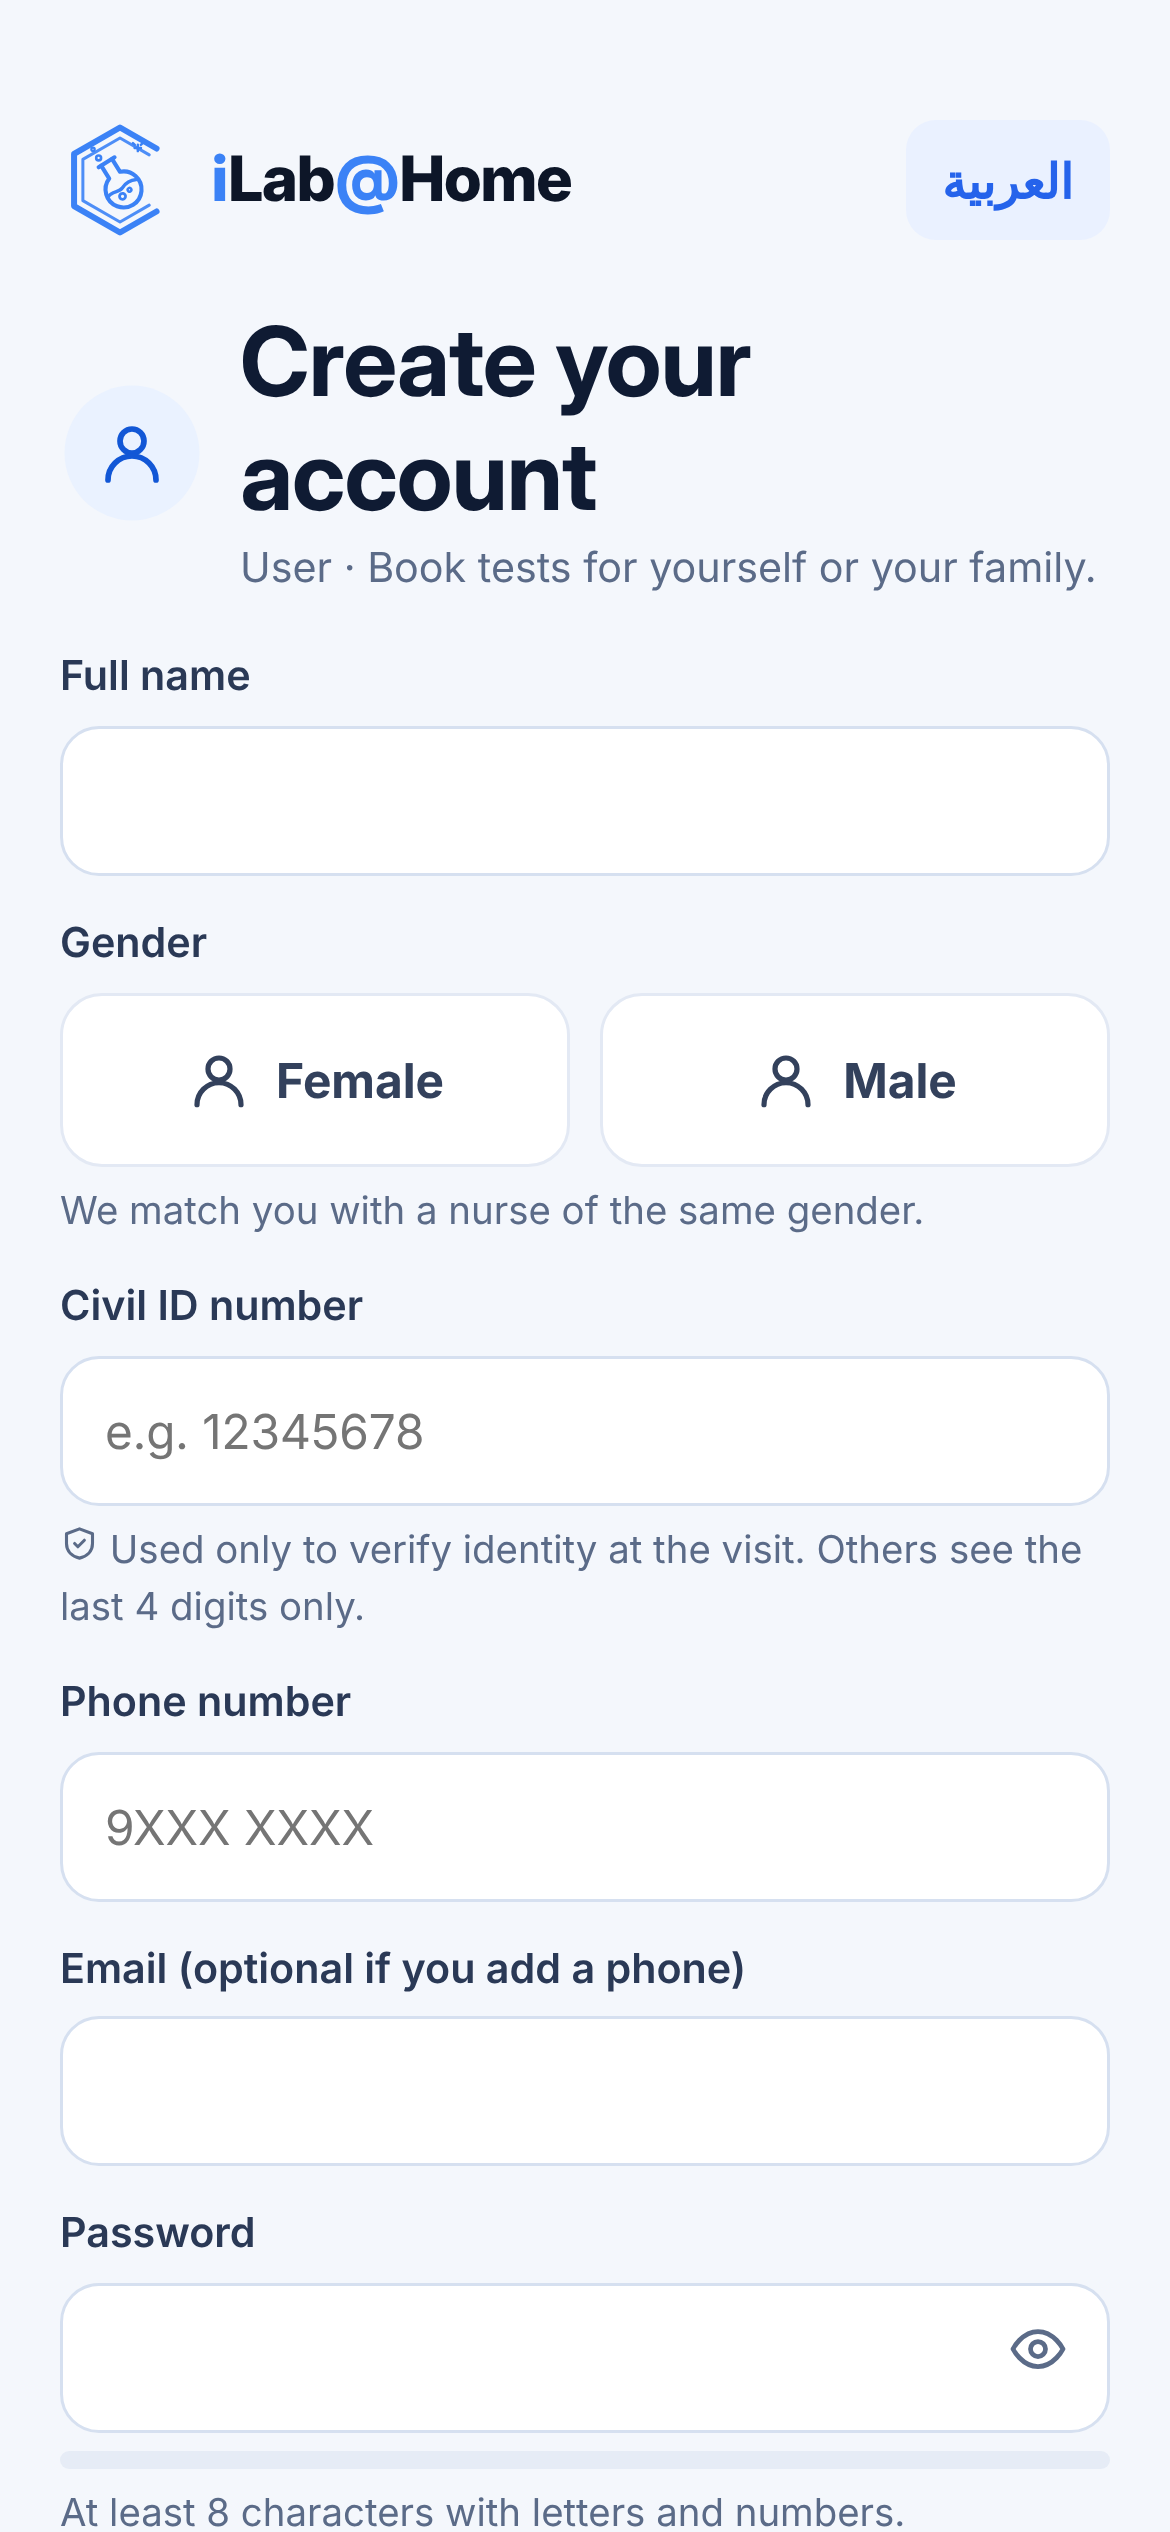 iLab@Home
العربية
Create your
account
User · Book tests for yourself or your family.
Full name
Gender
Female
Male
We match you with a nurse of the same gender.
Civil ID number
e.g. 12345678
Used only to verify identity at the visit. Others see the
last 4 digits only.
Phone number
9XXX XXXX
Email (optional if you add a phone)
Password
At least 8 characters with letters and numbers.